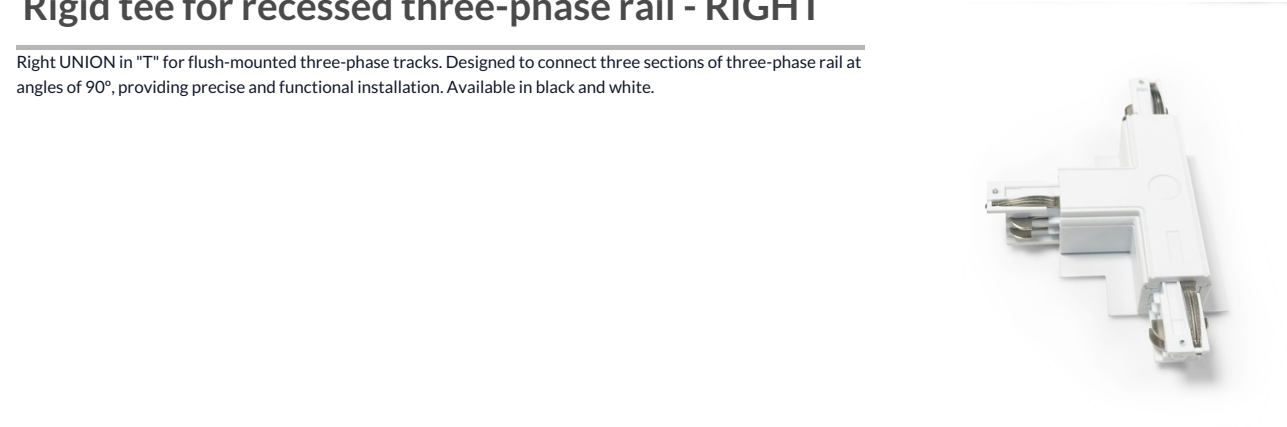 Rigid tee for recessed three-phase rail - RIGHT
Right UNION in "T" for flush-mounted three-phase tracks. Designed to connect three sections of three-phase rail at
angles of 90º, providing precise and functional installation. Available in black and white.